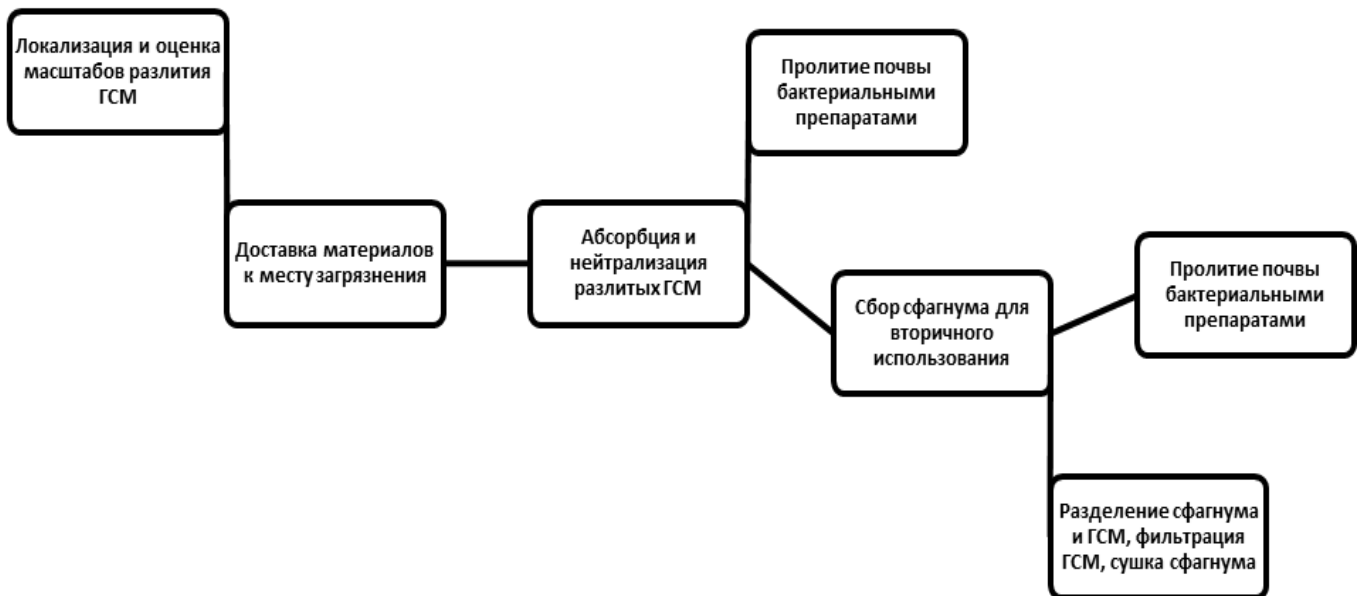 Локализация и оценка
масштабов разлития
ГСМ
Доставка материалов
к месту загрязнения
Абсорбция и
нейтрализация
разлитых ГСМ
Пролитие почвы
бактериальными
препаратами
Сбор сфагнума для
вторичного
использования
Пролитие почвы
бактериальными
препаратами
Разделение сфагнума
и ГСМ, фильтрация
ГСМ, сушка сфагнума